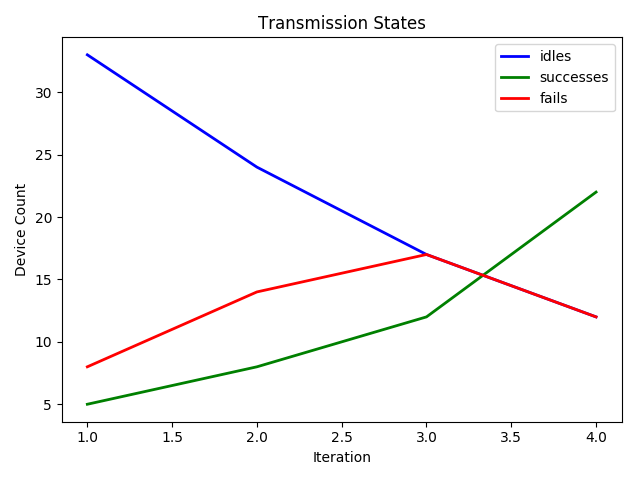 Transmission States
idles
successes
fails
Device Count
30
25
20
15
10
5
1.0 1.5 2.0 2.5 3.0 3.5 4.0
Iteration